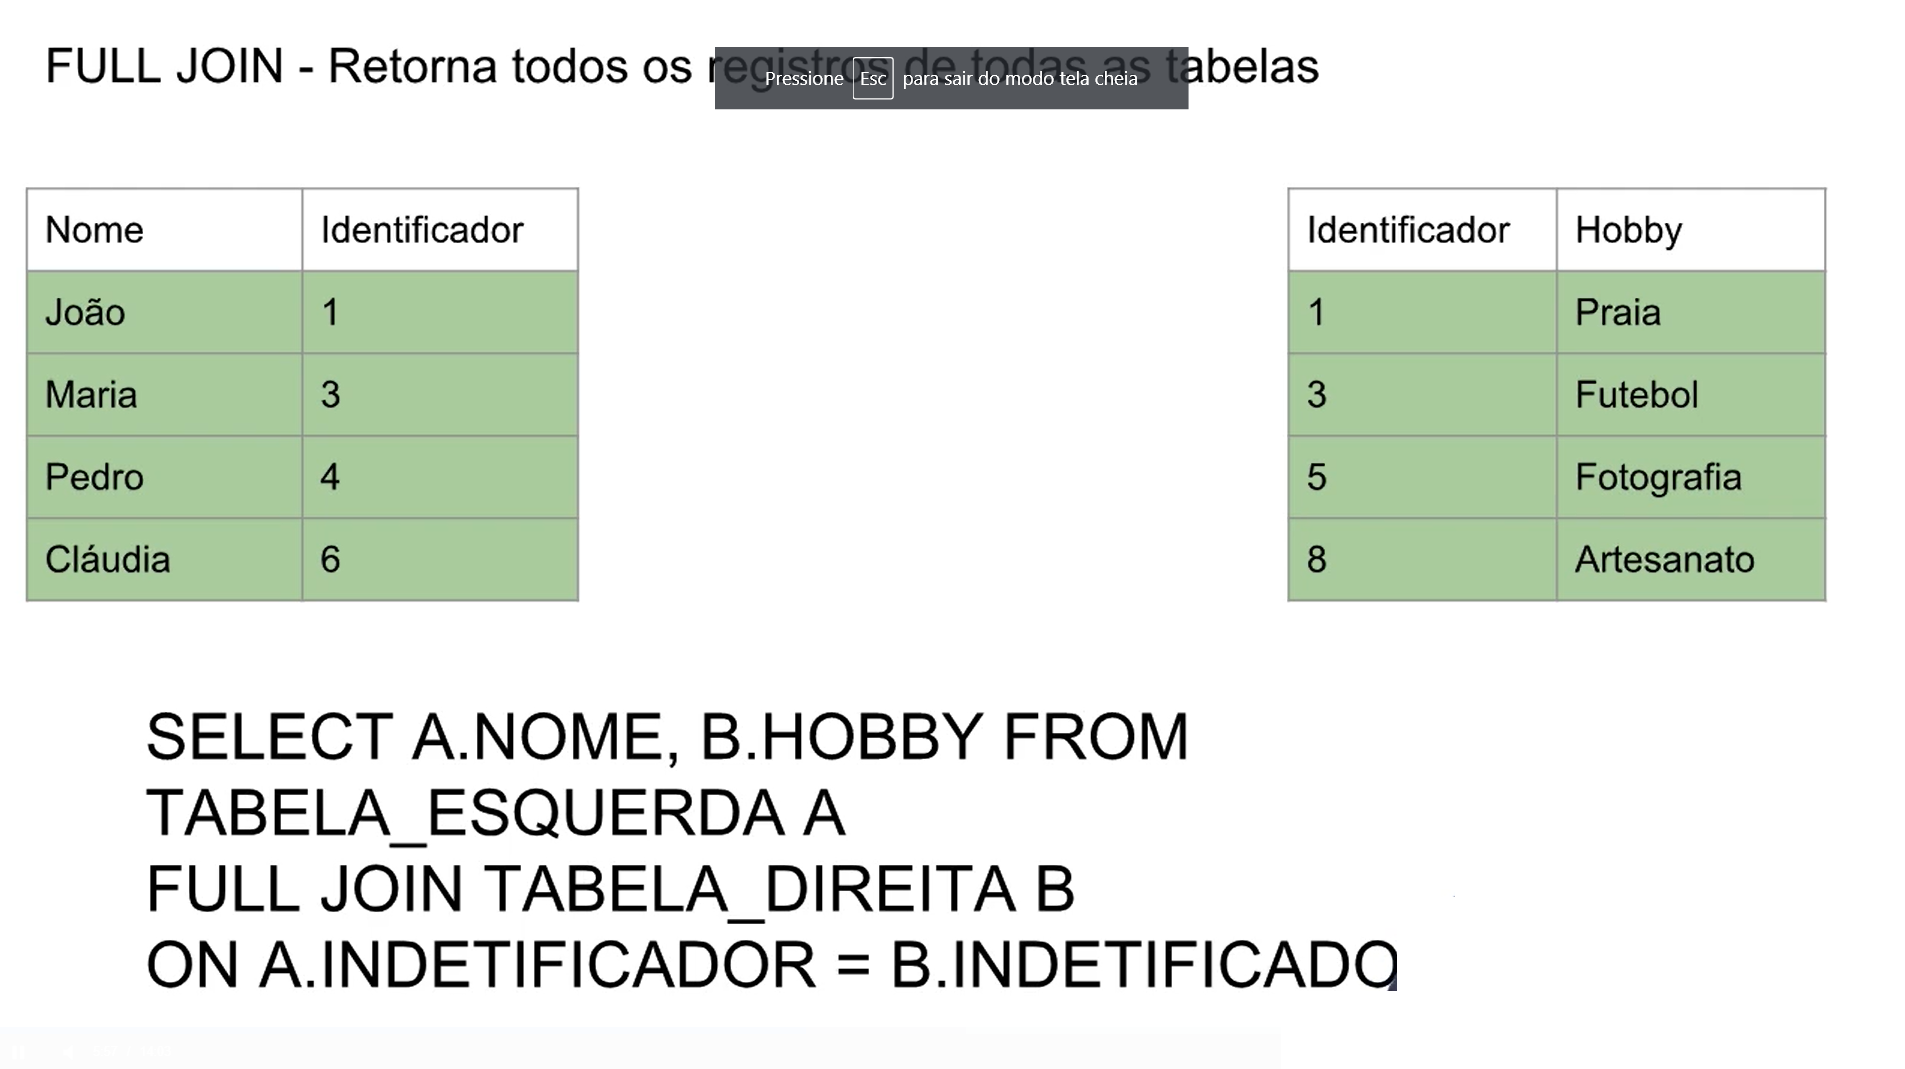 FULL JOIN - Retorna todos os registros de todas as tabelas
Pressione Esc para sair do modo tela cheia
Nome Identificador
João 1
Maria 3
Pedro 4
Cláudia 6
Identificador Hobby
1 Praia
3 Futebol
5 Fotografia
8 Artesanato
SELECT A.NOME, B.HOBBY FROM
TABELA_ESQUERDA A
FULL JOIN TABELA_DIREITA B
ON A.INDETIFICADOR = B.INDETIFICADO